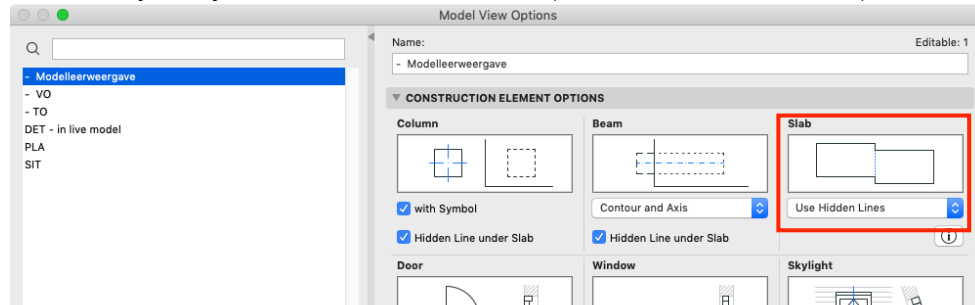 Model View Options
Name:
Editable: 1
- Modelleerweergave
- Modelleerweergave
- VO
- TO
DET - in live model
PLA
SIT
CONSTRUCTION ELEMENT OPTIONS
Column
Beam
Slab
with Symbol
Contour and Axis
Use Hidden Lines
Hidden Line under Slab
Hidden Line under Slab
Door
Window
Skylight